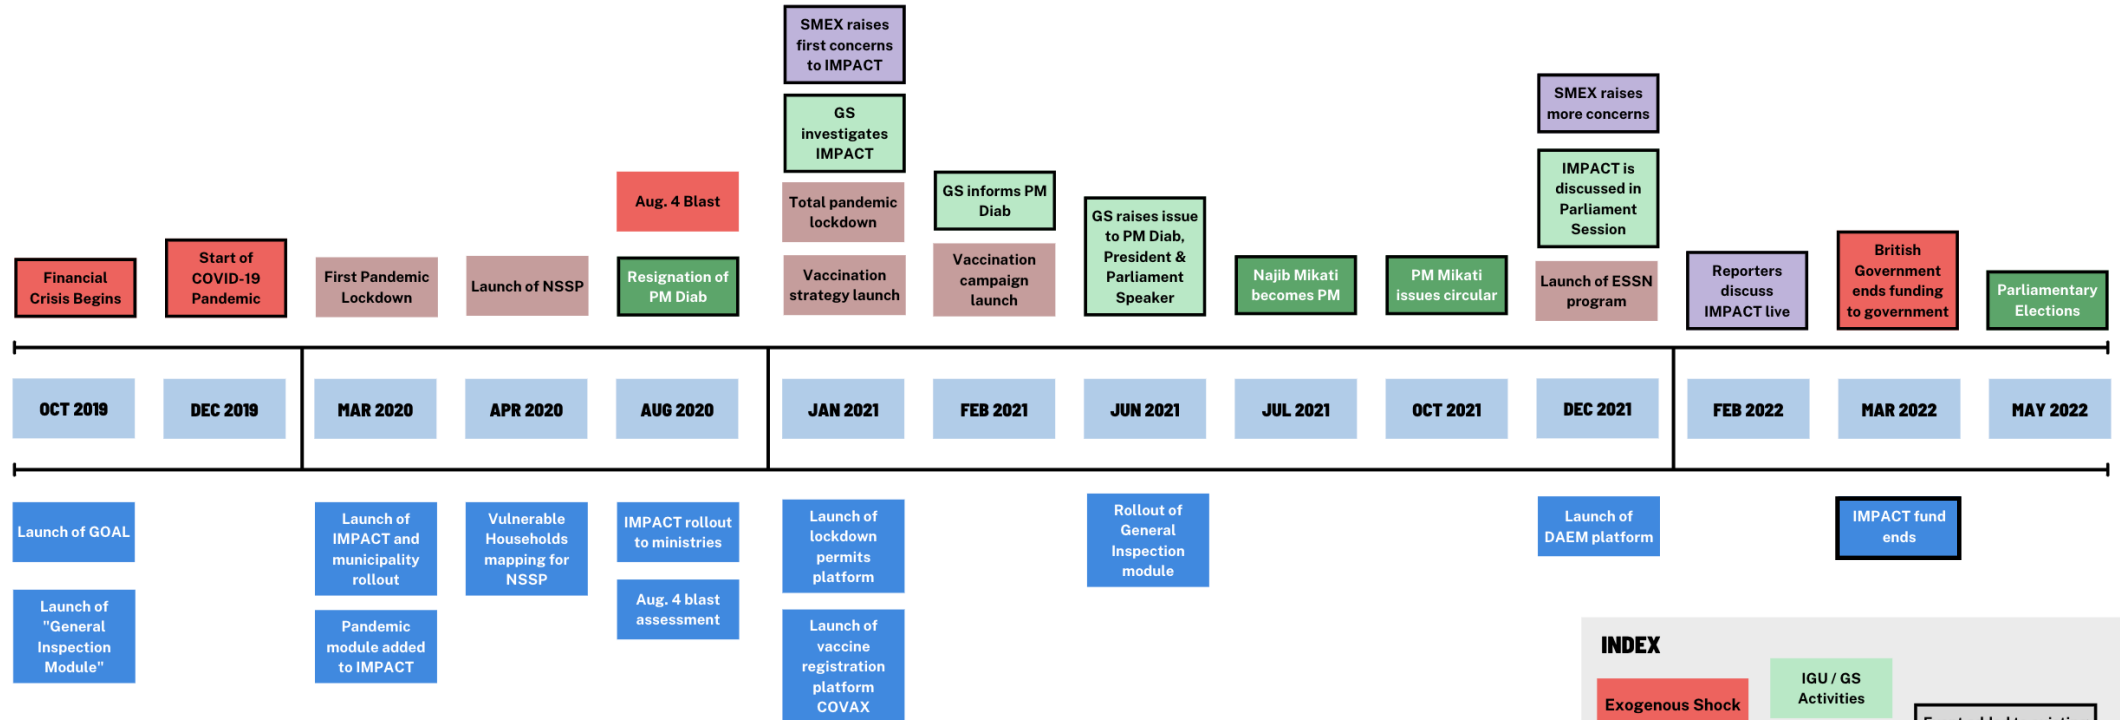 SMEX raises
first concerns
to IMPACT
GS
investigates
IMPACT
Total pandemic
lockdown
Vaccination
strategy launch
SMEX raises
more concerns
IMPACT is
discussed in
Parliament
Session
Launch of ESSN
program
Aug. 4 Blast
Resignation of
PM Diab
GS informs PM
Diab
Vaccination
campaign
launch
GS raises issue
to PM Diab,
President &
Parliament
Speaker
Financial
Crisis Begins
Start of
COVID-19
Pandemic
First Pandemic
Lockdown
Launch of NSSP
Najib Mikati
becomes PM
PM Mikati
issues circular
Reporters
discuss
IMPACT live
British
Government
ends funding
to government
Parliamentary
Elections
OCT 2019
DEC 2019
MAR 2020
APR 2020
AUG 2020
JAN 2021
FEB 2021
JUN 2021
JUL 2021
OCT 2021
DEC 2021
FEB 2022
MAR 2022
MAY 2022
Launch of GOAL
Launch of
"General
Inspection
Module"
Launch of
IMPACT and
municipality
rollout
Pandemic
module added
to IMPACT
Vulnerable
Households
mapping for
NSSP
IMPACT rollout
to ministries
Aug. 4 blast
assessment
Launch of
lockdown
permits
platform
Launch of
vaccine
registration
platform
COVAX
Rollout of
General
Inspection
module
Launch of
DAEM platform
IMPACT fund
ends
INDEX
Exogenous Shock
IGU / GS
Activities